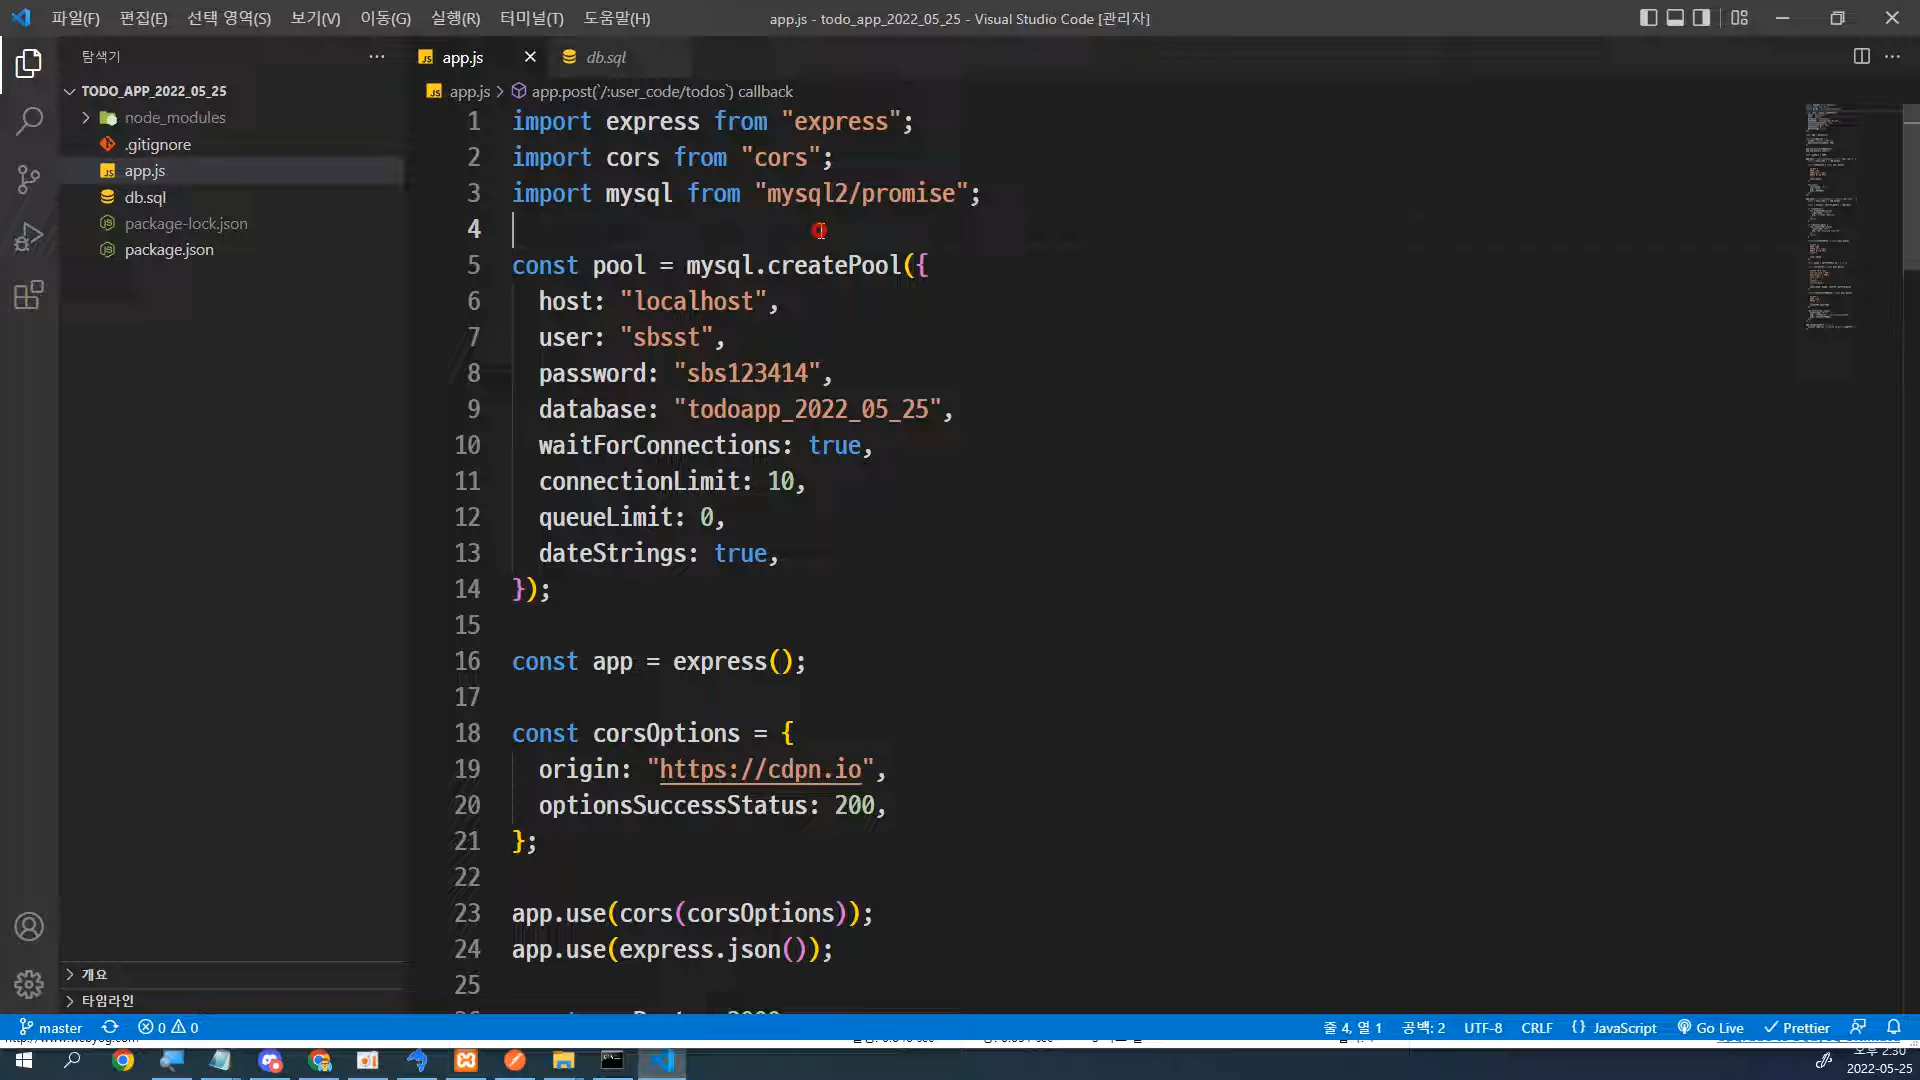 파일(F) 편집(E) 선택 영역(S) 보기(V) 이동(G) 실행(R) 터미널(T) 도움말(H) app.js - todo_app_2022_05_25 - Visual Studio Code [관리자]
탐색기
TODO_APP_2022_05_25
node_modules
.gitignore
app.js
db.sql
package-lock.json
package.json
개요
타임라인
app.js db.sql
app.js > app.post(`/:user_code/todos`) callback
1 import express from "express";
2 import cors from "cors";
3 import mysql from "mysql2/promise";
4
5 const pool = mysql.createPool({
6 host: "localhost",
7 user: "sbsst",
8 password: "sbs123414",
9 database: "todoapp_2022_05_25",
10 waitForConnections: true,
11 connectionLimit: 10,
12 queueLimit: 0,
13 dateStrings: true,
14 });
15
16 const app = express();
17
18 const corsOptions = {
19 origin: "https://cdpn.io",
20 optionsSuccessStatus: 200,
21 };
22
23 app.use(cors(corsOptions));
24 app.use(express.json());
25
master 0 0 줄 4, 열 1 공백: 2 UTF-8 CRLF {} JavaScript Go Live Prettier
오후 2:30
2022-05-25